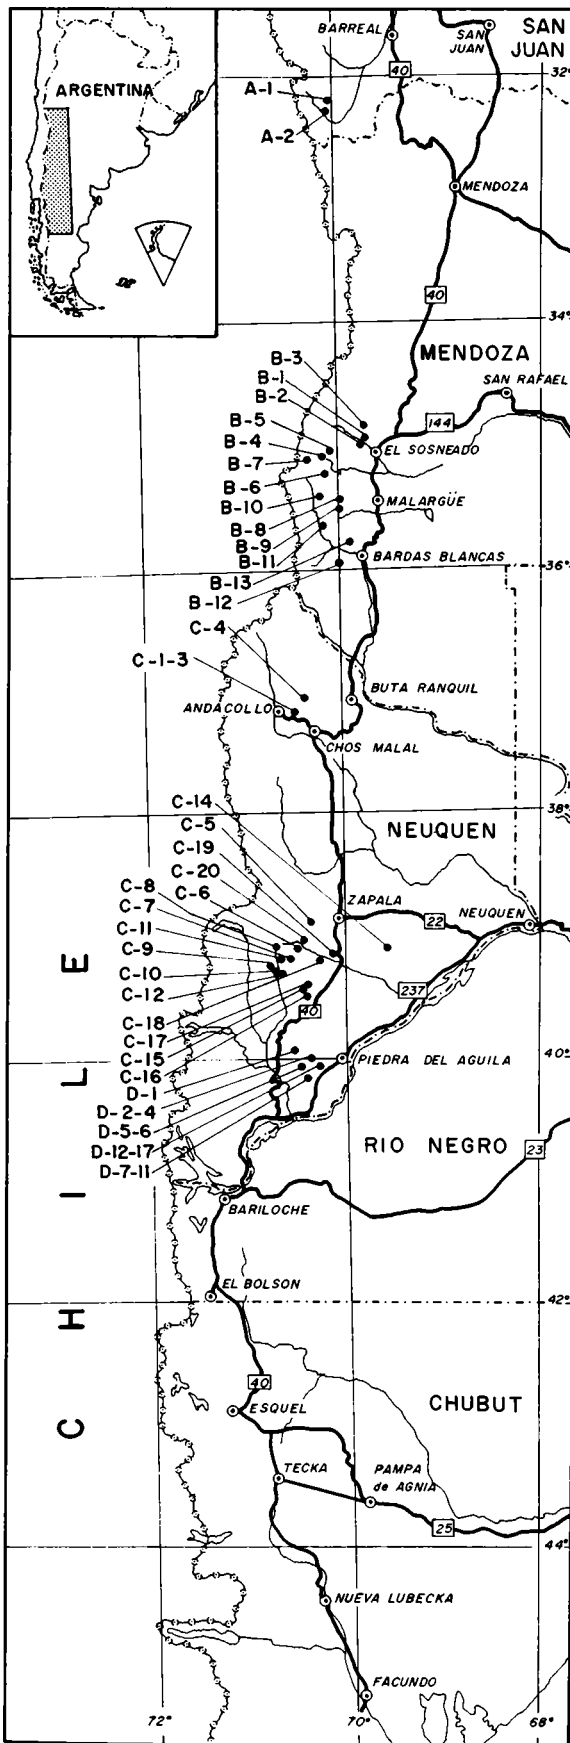 BARREAL
SAN
JUAN
SAN
JUAN
ARGENTINA
40
32°
A-1
A-2
MENDOZA
40
34°
MENDOZA
B-3
B-1
B-2
SAN RAFAEL
B-5
144
B-4
EL SOSNEADO
B-7
B-6
B-10
MALARGÜE
B-8
B-9
B-11
BARDAS BLANCAS
B-13
36°
B-12
C-4
C-1-3
BUTA RANQUIL
ANDACOLLO
CHOS MALAL
C-14
38°
C-5
NEUQUEN
C-19
C-20
C-8
C-6
ZAPALA
C-7
22
NEUQUEN
C-11
C-9
C-10
C-12
237
C-18
40
C-17
C-15
40°
PIEDRA DEL AGUILA
C-16
D-1
D-2-4
D-5-6
RIO NEGRO
23
D-12-17
D-7-11
BARILOCHE
EL BOLSON
42°
40
CHUBUT
ESQUEL
TECKA
PAMPA
de AGNIA
25
44°
NUEVA LUBECKA
FACUNDO
72°
70°
68°
CHILE